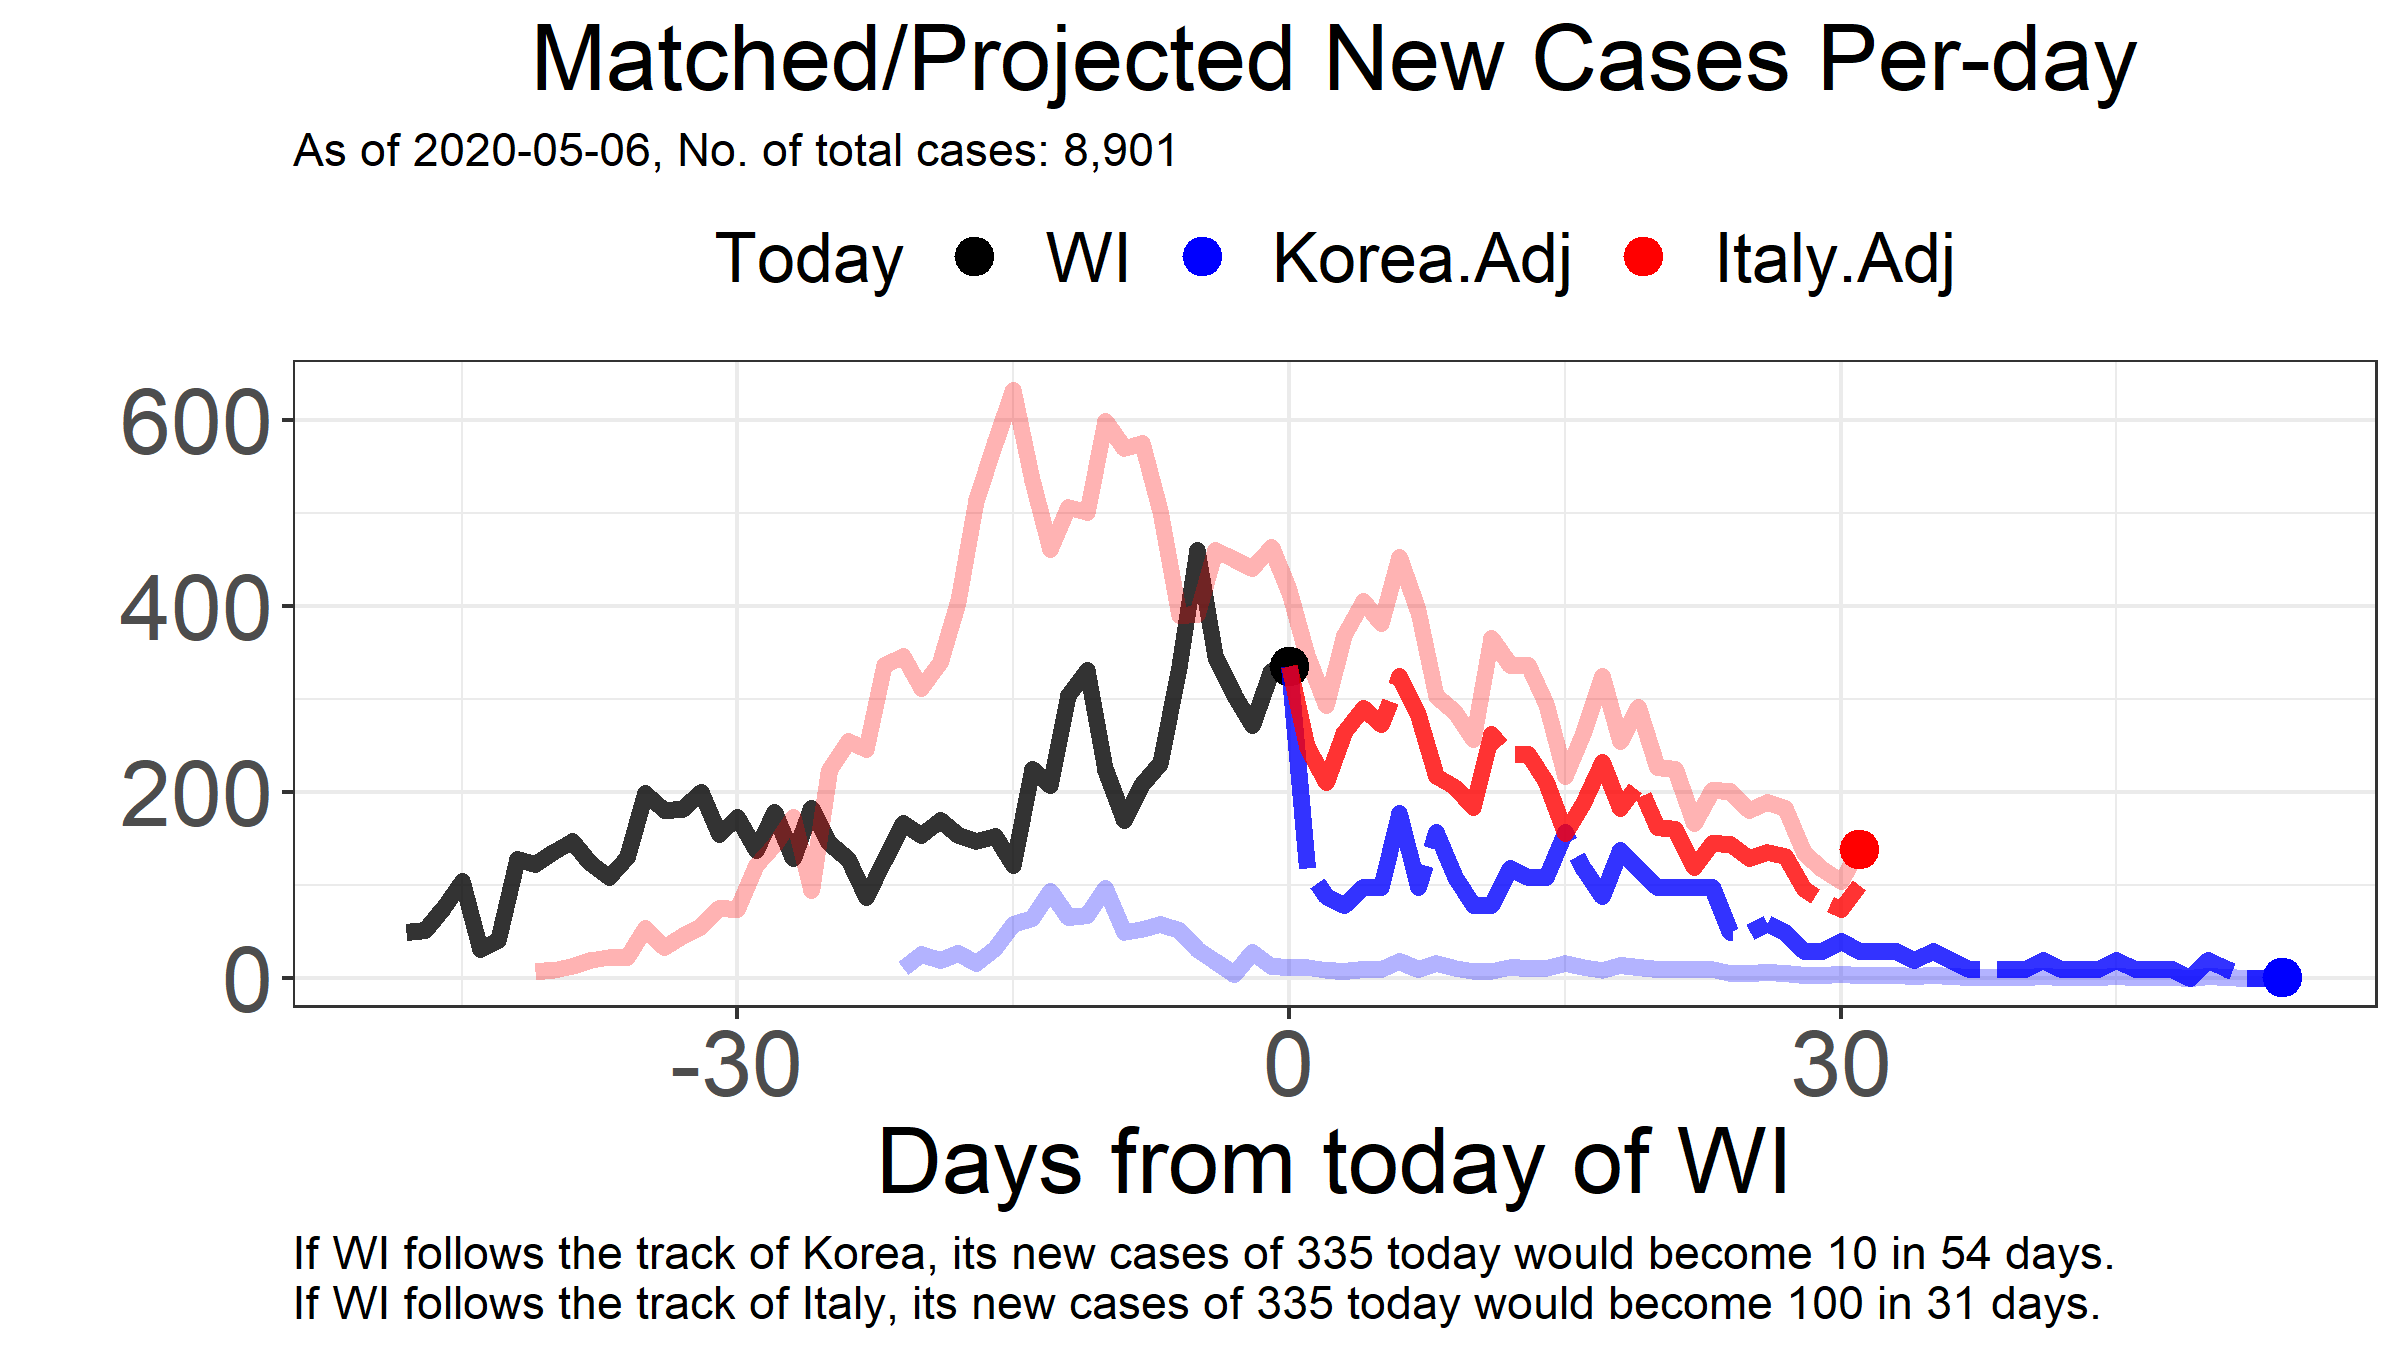 Matched/Projected New Cases Per-day
As of 2020-05-06, No. of total cases: 8,901
Today WI Korea.Adj Italy.Adj
600
400
200
0
-30 0 30
Days from today of WI
If WI follows the track of Korea, its new cases of 335 today would become 10 in 54 days.
If WI follows the track of Italy, its new cases of 335 today would become 100 in 31 days.